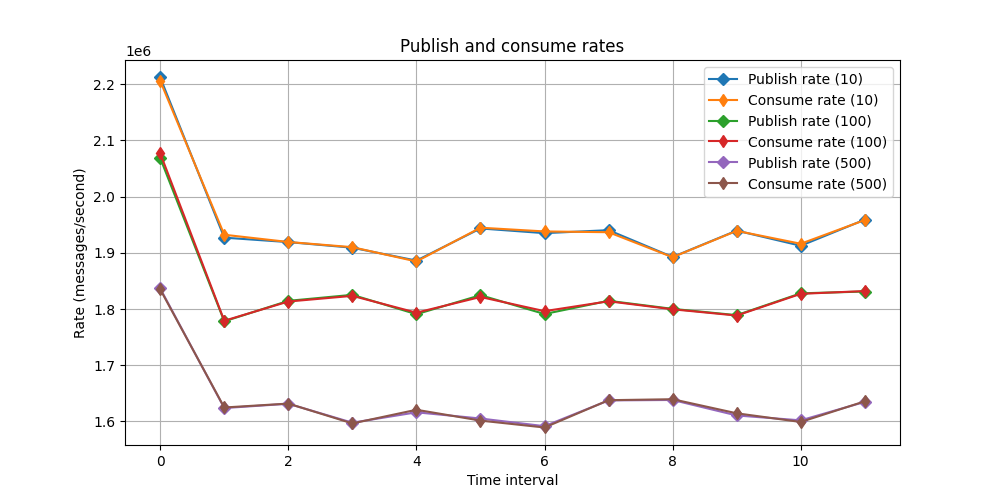 Publish and consume rates
1e6
2.2
2.1
2.0
1.9
1.8
1.7
1.6
Rate (messages/second)
Publish rate (10)
Consume rate (10)
Publish rate (100)
Consume rate (100)
Publish rate (500)
Consume rate (500)
0 2 4 6 8 10
Time interval